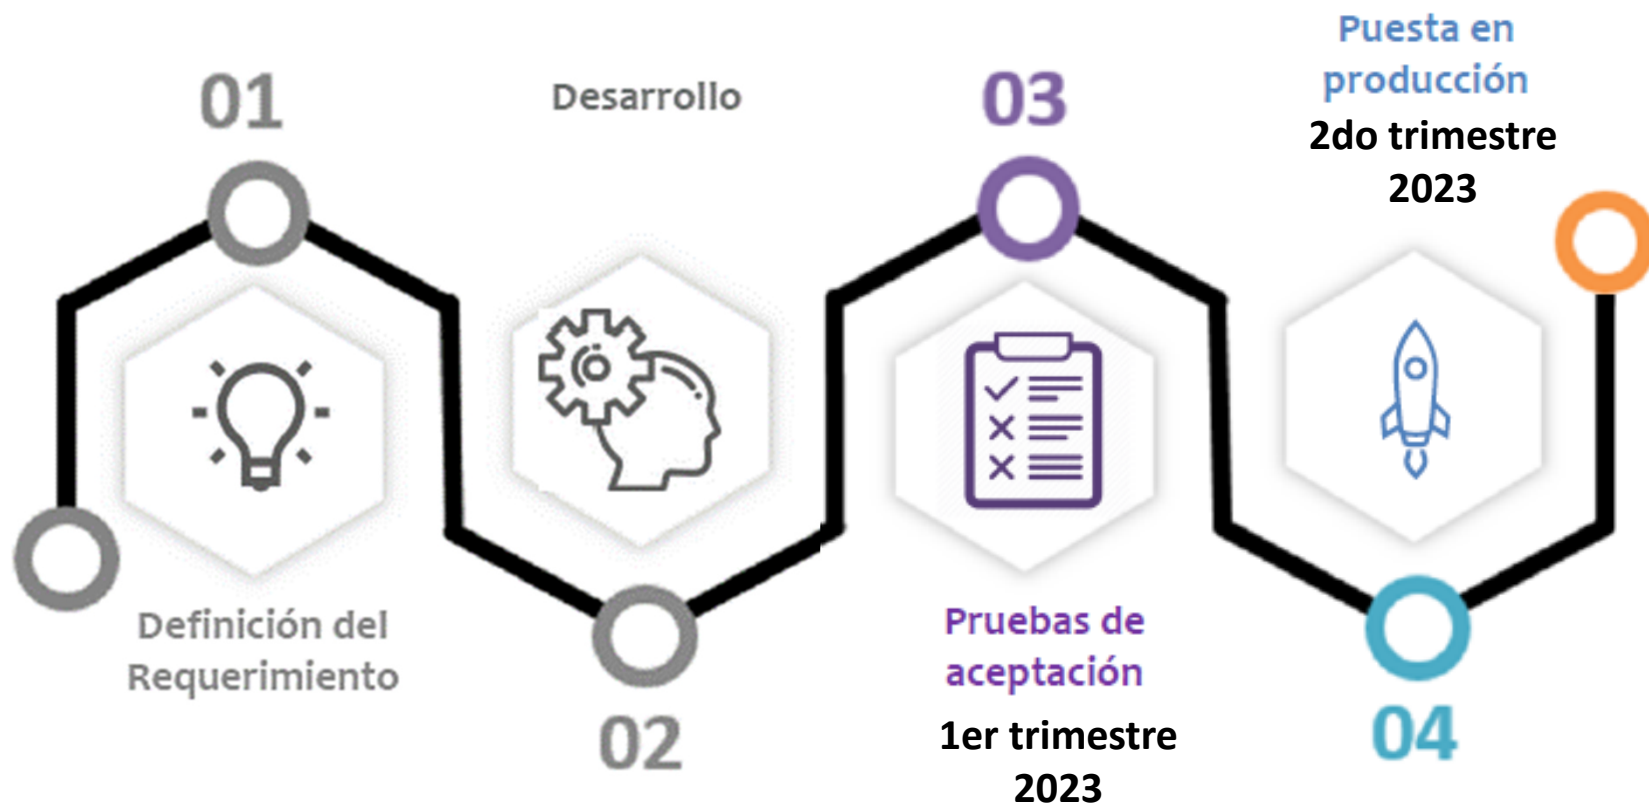 01
Definición del
Requerimiento
Desarrollo
02
03
Pruebas de
aceptación
1er trimestre
2023
Puesta en
producción
2do trimestre
2023
04